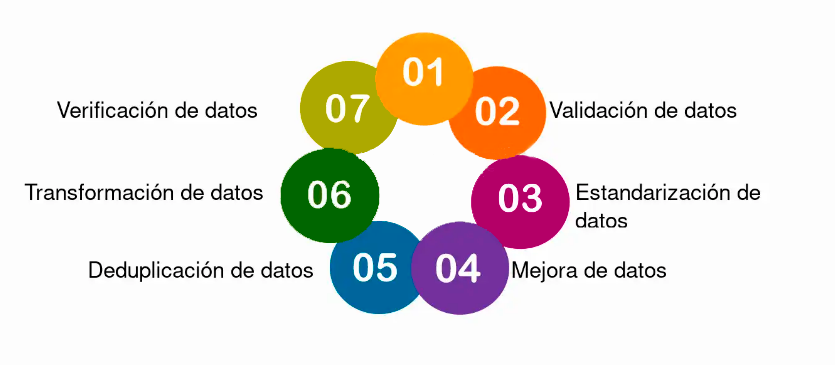 01
02
Validación de datos
03
Estandarización de
datos
04
Mejora de datos
05
Deduplicación de datos
06
Transformación de datos
07
Verificación de datos